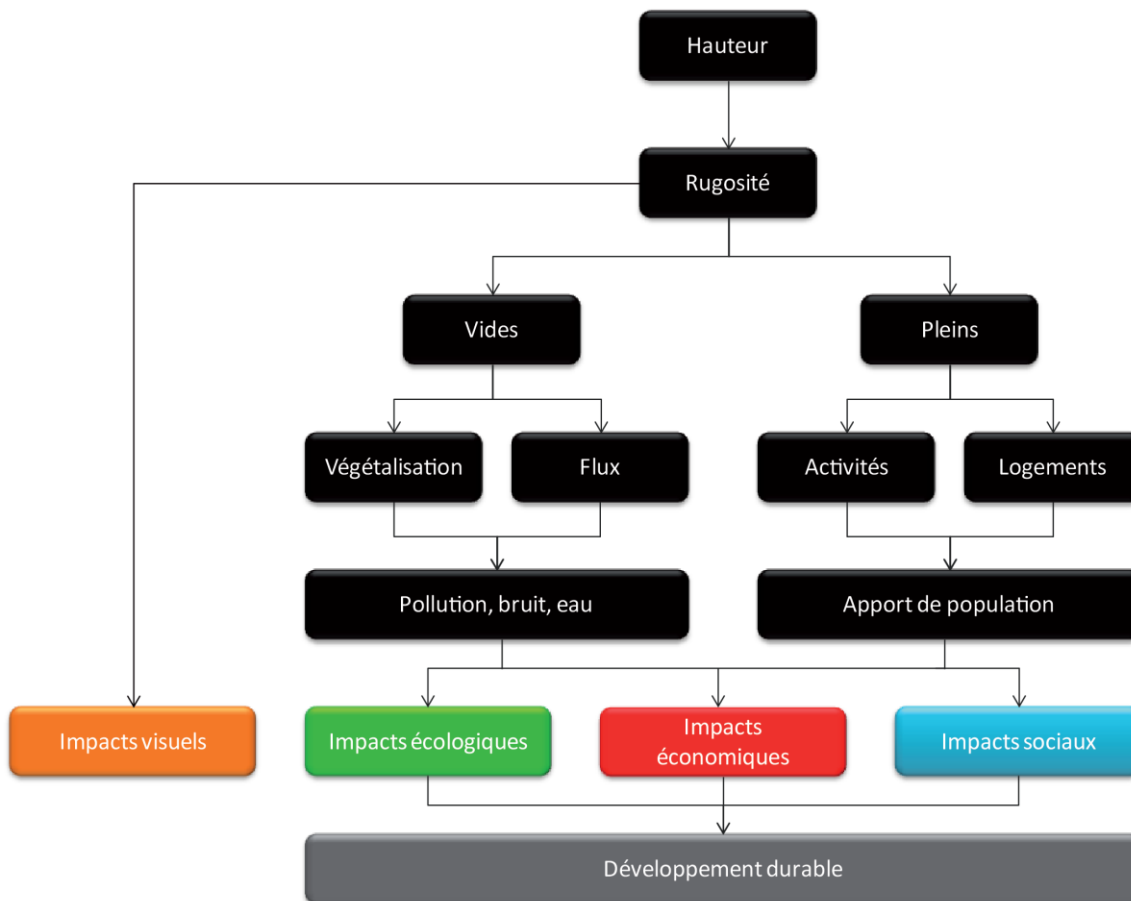 Hauteur
Rugosité
Vides
Pleins
Végétalisation
Flux
Activités
Logements
Pollution, bruit, eau
Apport de population
Impacts visuels
Impacts écologiques
Impacts
économiques
Impacts sociaux
Développement durable